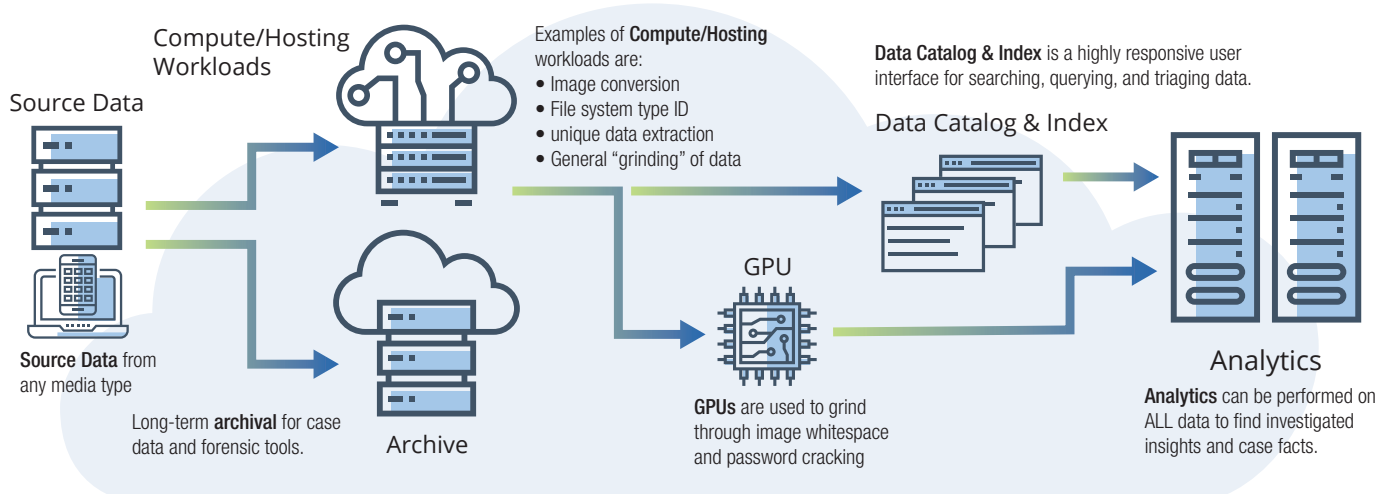 Source Data
Source Data from
any media type
Compute/Hosting
Workloads
Examples of Compute/Hosting
workloads are:
• Image conversion
• File system type ID
• unique data extraction
• General “grinding” of data
Long-term archival for case
data and forensic tools.
Archive
GPU
GPUs are used to grind
through image whitespace
and password cracking
Data Catalog & Index is a highly responsive user
interface for searching, querying, and triaging data.
Data Catalog & Index
Analytics
Analytics can be performed on
ALL data to find investigated
insights and case facts.